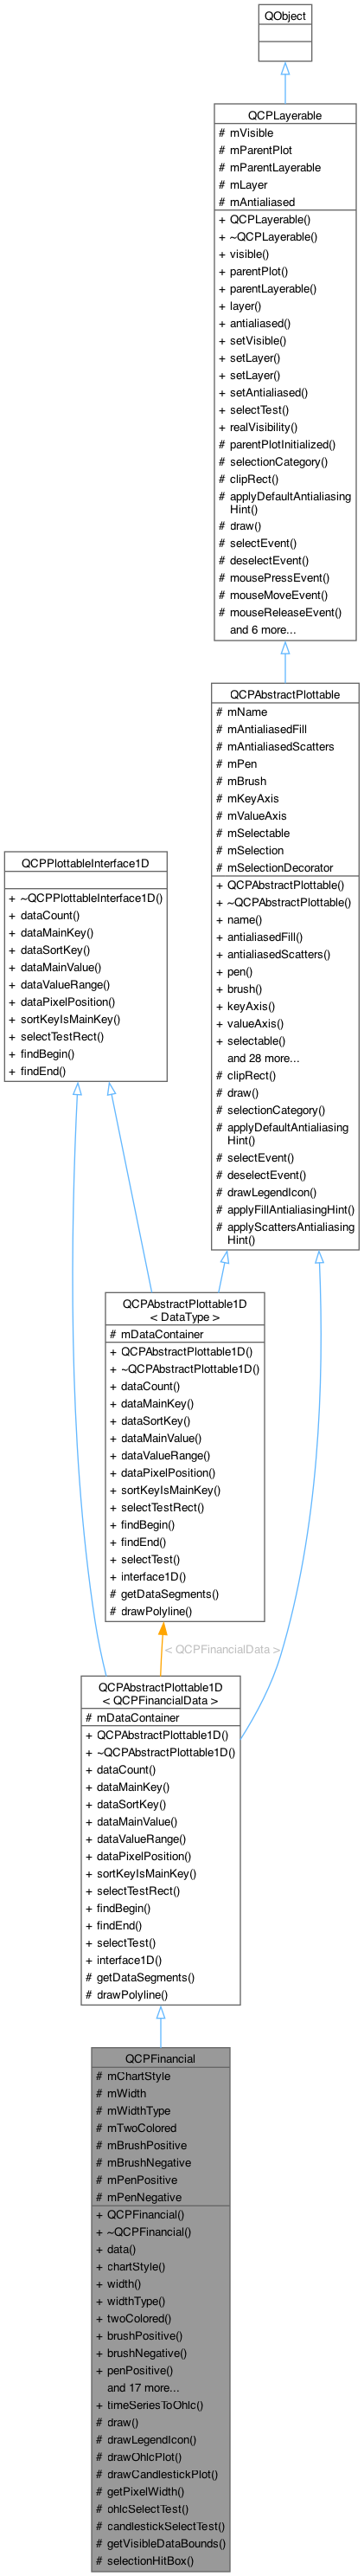 QObject
QCPLayerable
# mVisible
# mParentPlot
# mParentLayerable
# mLayer
# mAntialiased
+ QCPLayerable()
+ ~QCPLayerable()
+ visible()
+ parentPlot()
+ parentLayerable()
+ layer()
+ antialiased()
+ setVisible()
+ setLayer()
+ setLayer()
+ setAntialiased()
+ selectTest()
+ realVisibility()
# parentPlotInitialized()
# selectionCategory()
# clipRect()
# applyDefaultAntialiasing
Hint()
# draw()
# selectEvent()
# deselectEvent()
# mousePressEvent()
# mouseMoveEvent()
# mouseReleaseEvent()
and 6 more...
QCPAbstractPlottable
# mName
# mAntialiasedFill
# mAntialiasedScatters
# mPen
# mBrush
# mKeyAxis
# mValueAxis
# mSelectable
# mSelection
# mSelectionDecorator
+ QCPAbstractPlottable()
+ ~QCPAbstractPlottable()
+ name()
+ antialiasedFill()
+ antialiasedScatters()
+ pen()
+ brush()
+ keyAxis()
+ valueAxis()
+ selectable()
and 28 more...
# clipRect()
# draw()
# selectionCategory()
# applyDefaultAntialiasing
Hint()
# selectEvent()
# deselectEvent()
# drawLegendIcon()
# applyFillAntialiasingHint()
# applyScattersAntialiasing
Hint()
QCPPlottableInterface1D
+ ~QCPPlottableInterface1D()
+ dataCount()
+ dataMainKey()
+ dataSortKey()
+ dataMainValue()
+ dataValueRange()
+ dataPixelPosition()
+ sortKeyIsMainKey()
+ selectTestRect()
+ findBegin()
+ findEnd()
QCPAbstractPlottable1D
< DataType >
# mDataContainer
+ QCPAbstractPlottable1D()
+ ~QCPAbstractPlottable1D()
+ dataCount()
+ dataMainKey()
+ dataSortKey()
+ dataMainValue()
+ dataValueRange()
+ dataPixelPosition()
+ sortKeyIsMainKey()
+ selectTestRect()
+ findBegin()
+ findEnd()
+ selectTest()
+ interface1D()
# getDataSegments()
# drawPolyline()
< QCPFinancialData >
QCPAbstractPlottable1D
< QCPFinancialData >
# mDataContainer
+ QCPAbstractPlottable1D()
+ ~QCPAbstractPlottable1D()
+ dataCount()
+ dataMainKey()
+ dataSortKey()
+ dataMainValue()
+ dataValueRange()
+ dataPixelPosition()
+ sortKeyIsMainKey()
+ selectTestRect()
+ findBegin()
+ findEnd()
+ selectTest()
+ interface1D()
# getDataSegments()
# drawPolyline()
QCPFinancial
# mChartStyle
# mWidth
# mWidthType
# mTwoColored
# mBrushPositive
# mBrushNegative
# mPenPositive
# mPenNegative
+ QCPFinancial()
+ ~QCPFinancial()
+ data()
+ chartStyle()
+ width()
+ widthType()
+ twoColored()
+ brushPositive()
+ brushNegative()
+ penPositive()
and 17 more...
+ timeSeriesToOhlc()
# draw()
# drawLegendIcon()
# drawOhlcPlot()
# drawCandlestickPlot()
# getPixelWidth()
# ohlcSelectTest()
# candlestickSelectTest()
# getVisibleDataBounds()
# selectionHitBox()